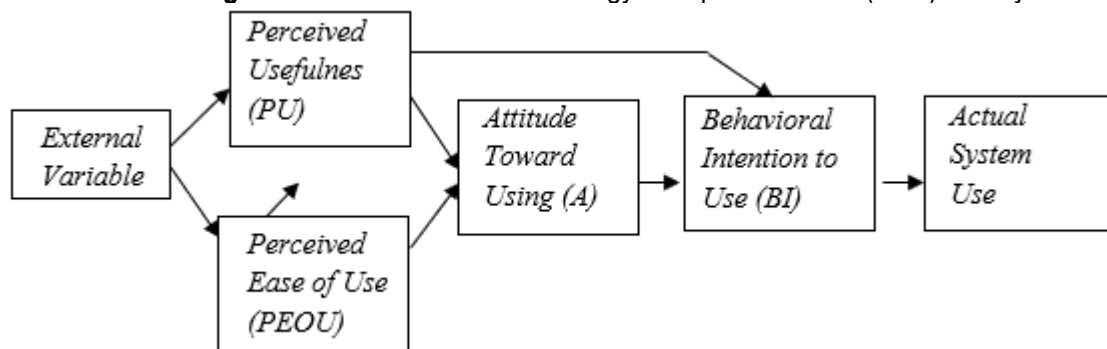 Perceived
Usefulnes
(PU)
External
Variable
Perceived
Ease of Use
(PEOU)
Attitude
Toward
Using (A)
Behavioral
Intention to
Use (BI)
Actual
System
Use